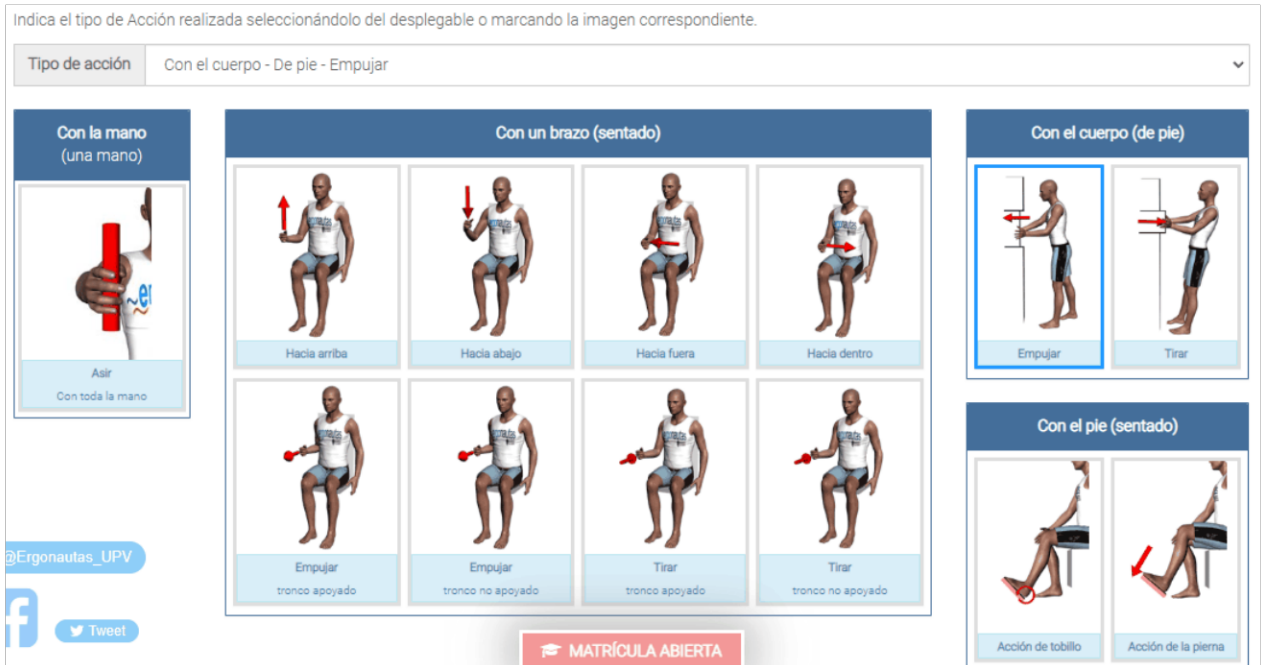 Indica el tipo de Acción realizada seleccionándolo del desplegable o marcando la imagen correspondiente.
Tipo de acción
Con el cuerpo - De pie - Empujar
Con la mano
(una mano)
Asir
Con toda la mano
Con un brazo (sentado)
Hacia arriba
Hacia abajo
Hacia fuera
Hacia dentro
Empujar
tronco apoyado
Empujar
tronco no apoyado
Tirar
tronco apoyado
Tirar
tronco no apoyado
Con el cuerpo (de pie)
Empujar
Tirar
Con el pie (sentado)
Acción de tobillo
Acción de la pierna
@Ergonautas_UPV
Tweet
MATRÍCULA ABIERTA